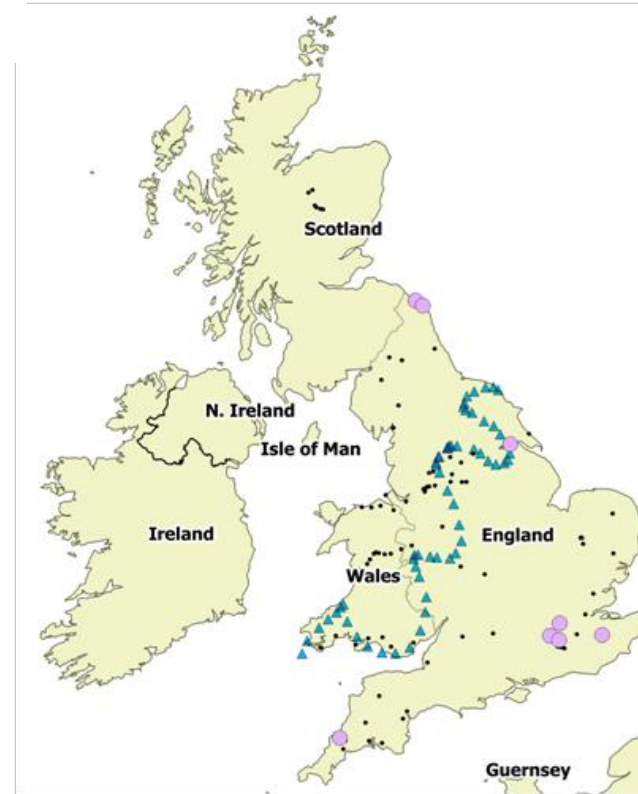 Scotland
N. Ireland
Isle of Man
Ireland
England
Wales
Guernsey